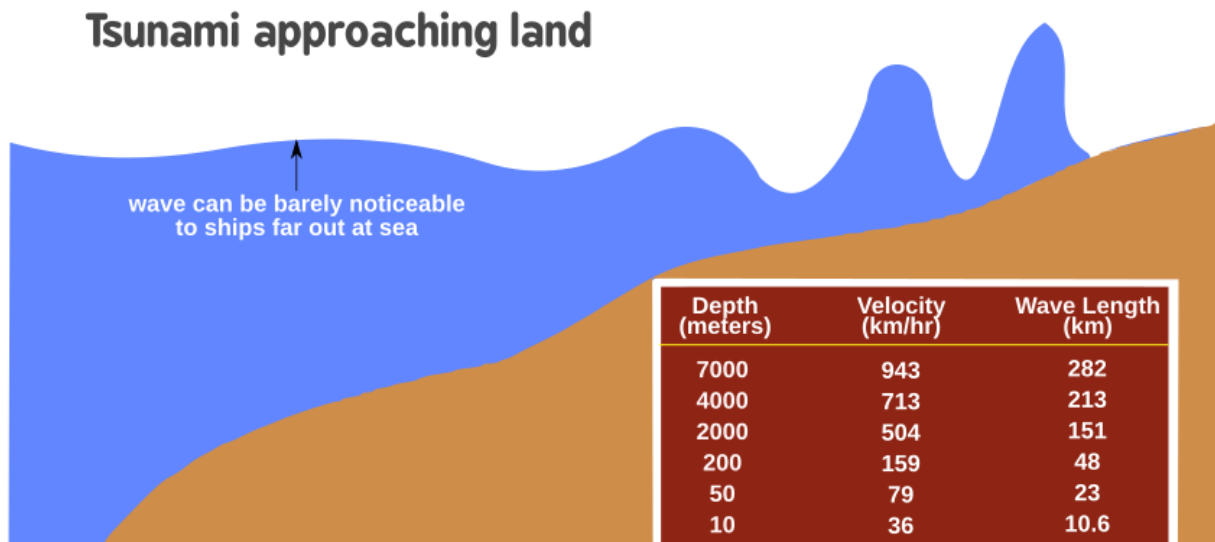 Tsunami approaching land
wave can be barely noticeable
to ships far out at sea
Depth Velocity Wave Length
(meters) (km/hr) (km)
7000 943 282
4000 713 213
2000 504 151
200 159 48
50 79 23
10 36 10.6